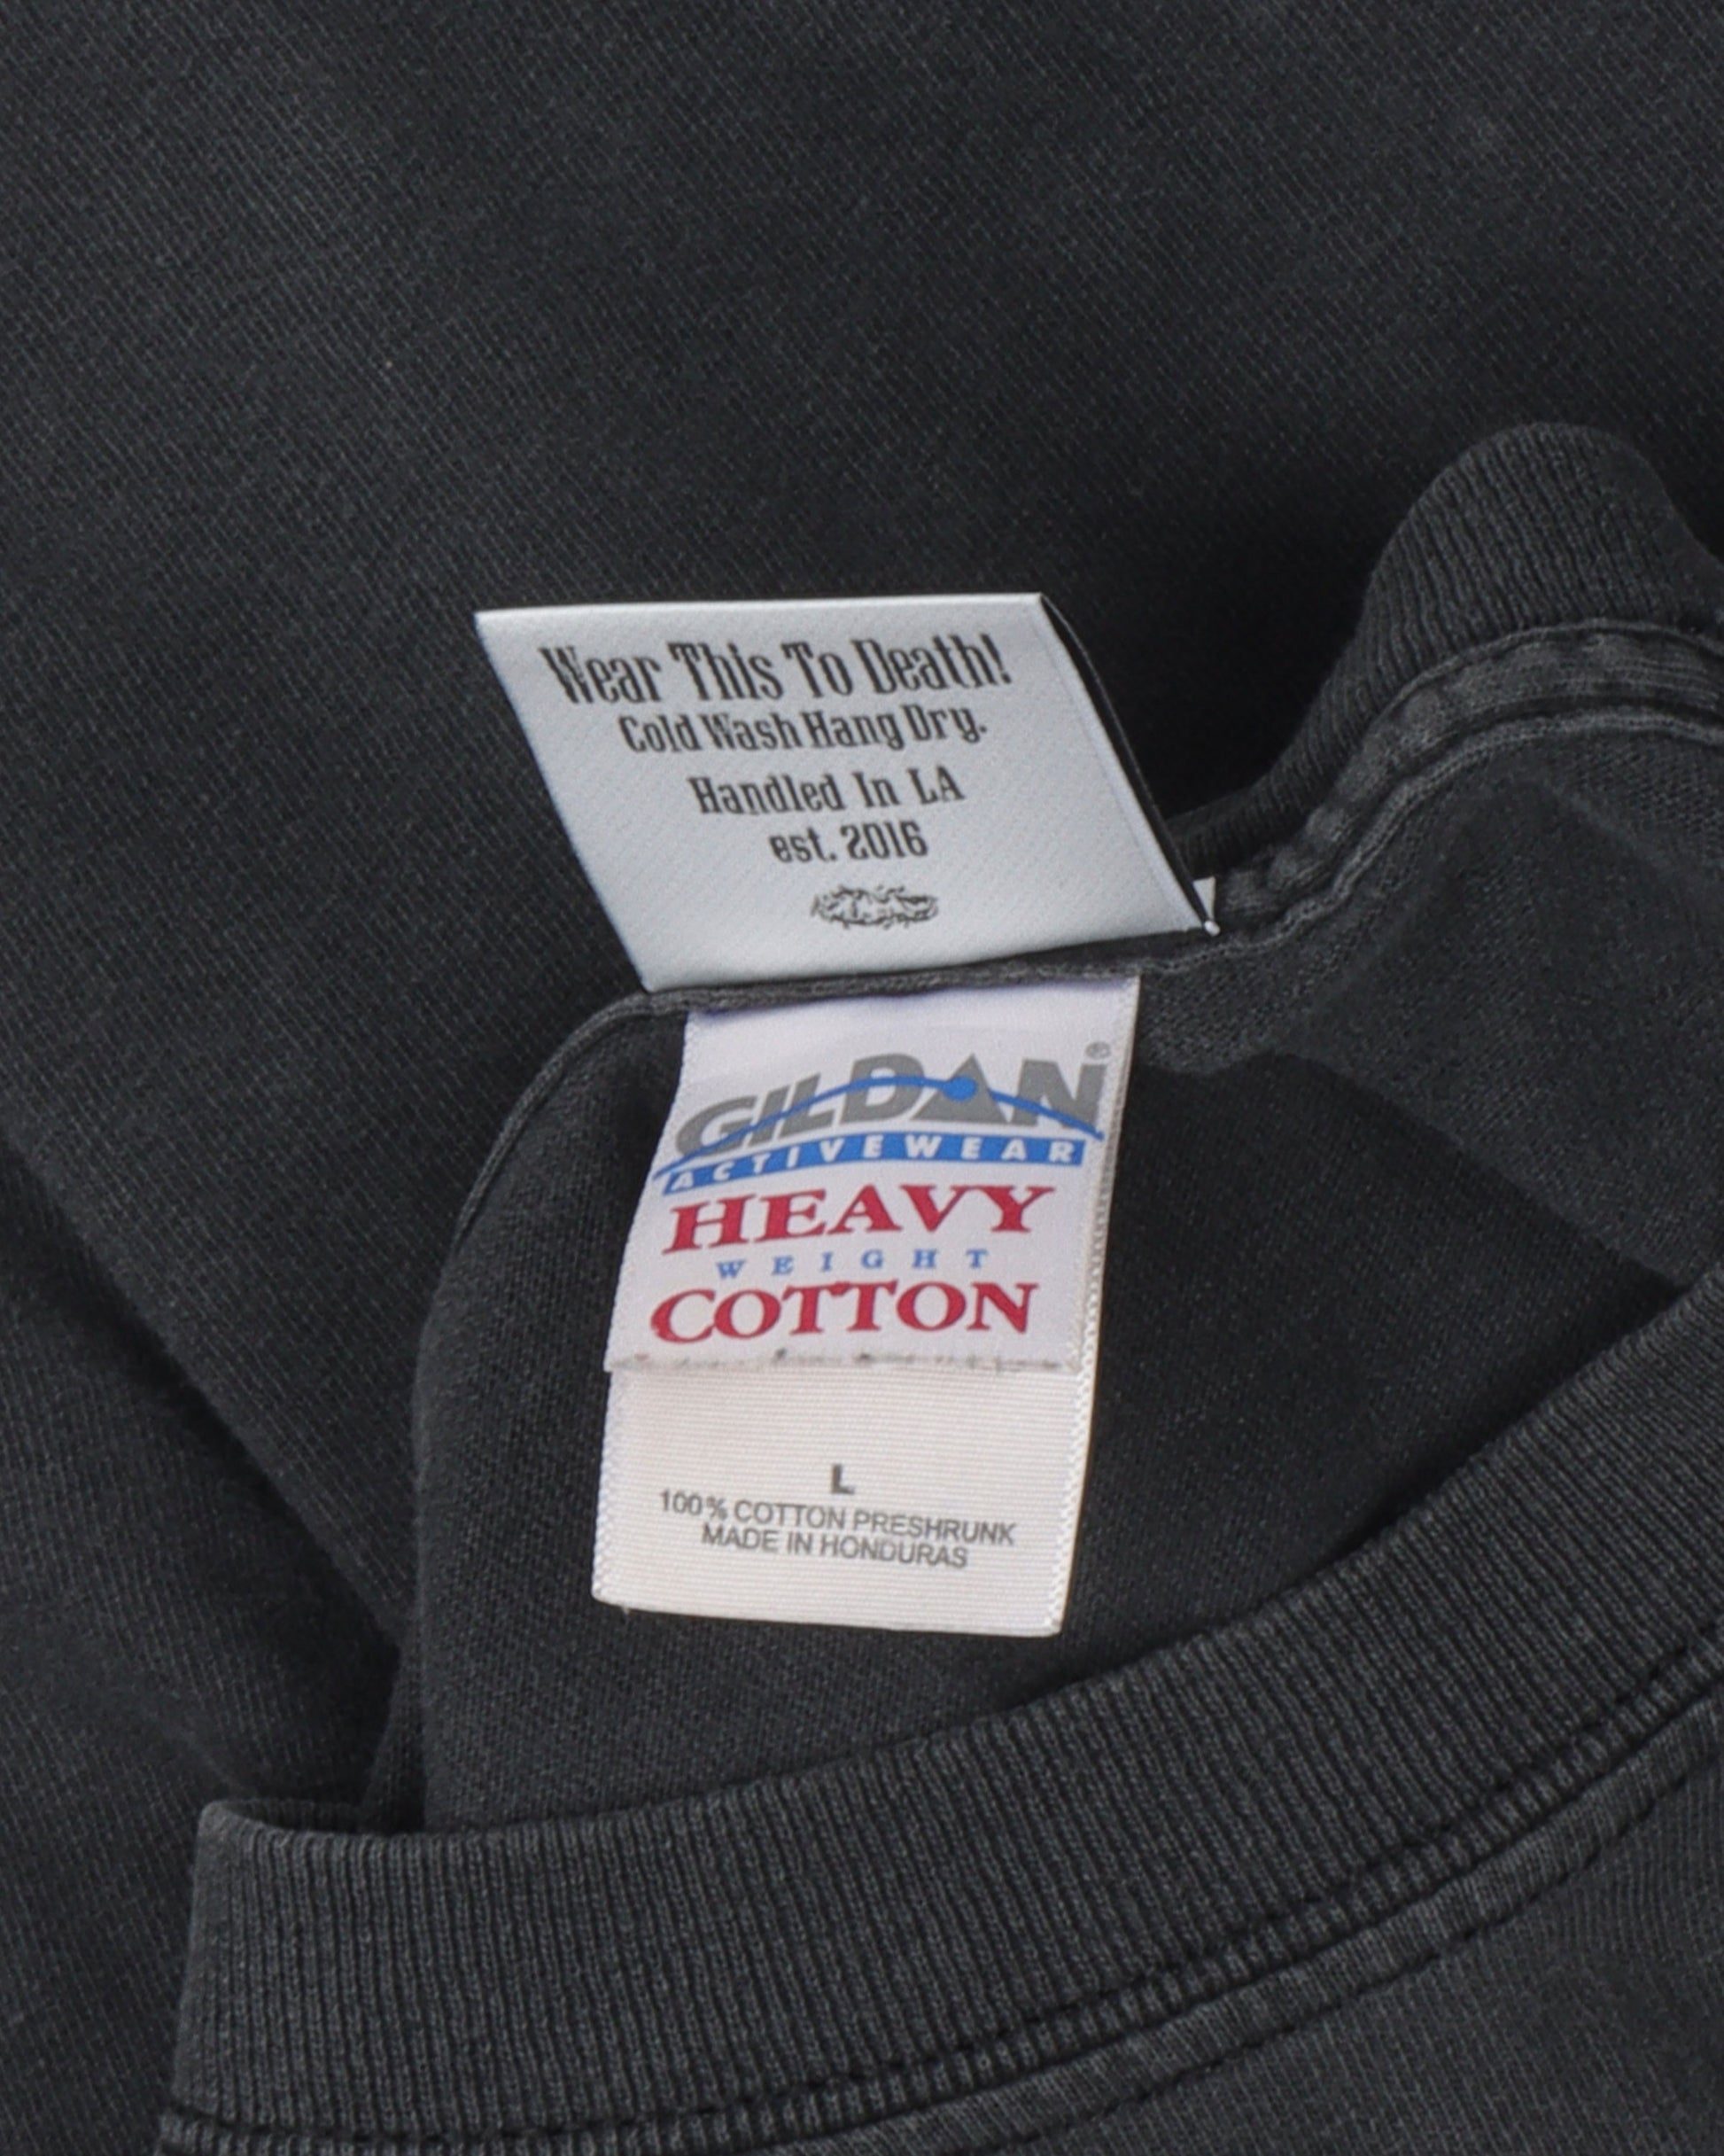 Wear This To Death!
Cold Wash Hang Dry.
Handled In LA
est. 2016
GILDAN®
ACTIVEWEAR
HEAVY
WEIGHT
COTTON
L
100% COTTON PRESHRUNK
MADE IN HONDURAS